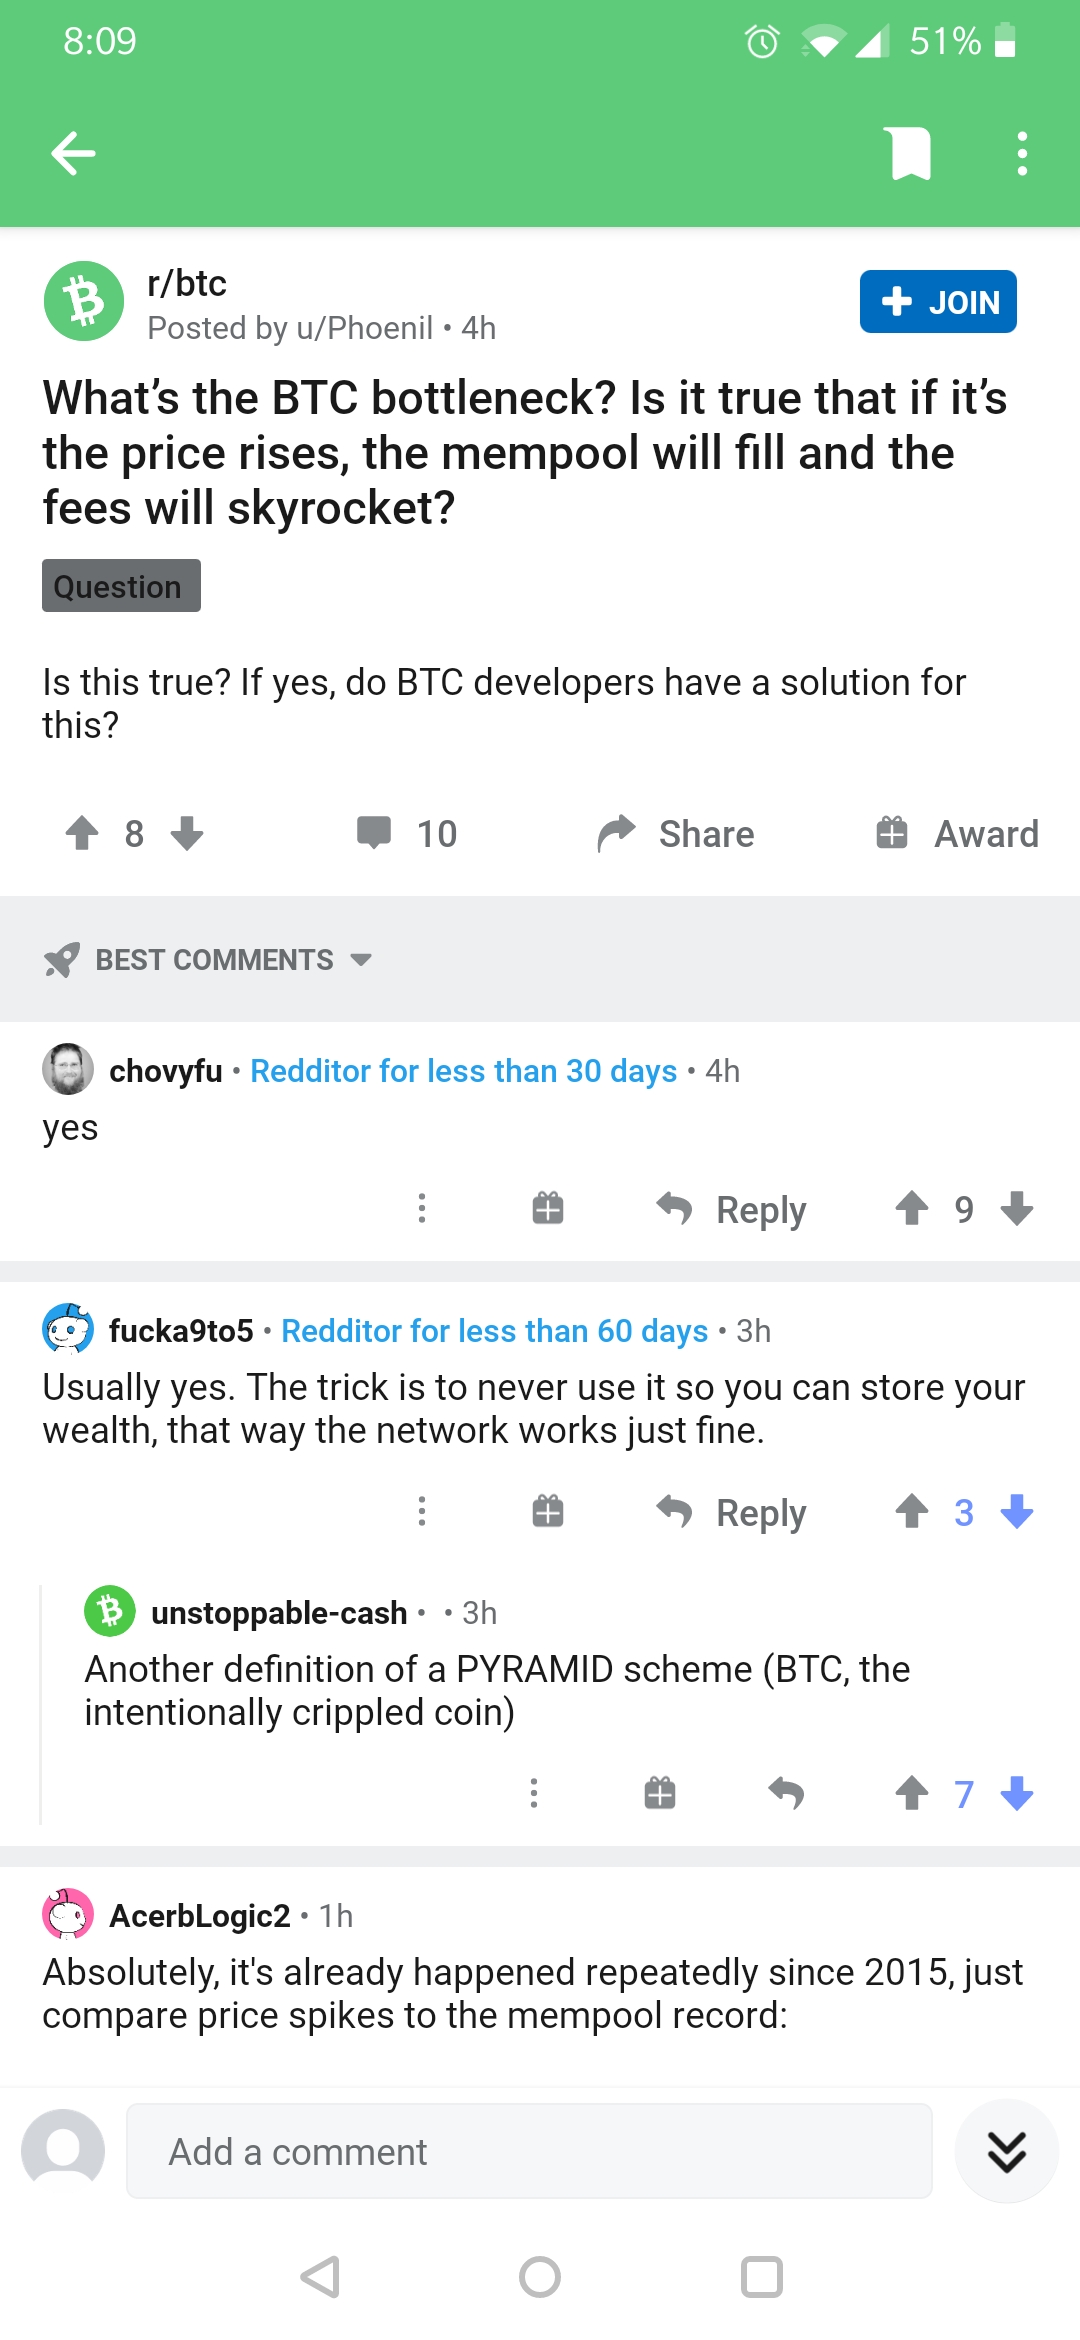 8:09
51%
r/btc
Posted by u/Phoenil • 4h
JOIN
What’s the BTC bottleneck? Is it true that if it’s
the price rises, the mempool will fill and the
fees will skyrocket?
Question
Is this true? If yes, do BTC developers have a solution for
this?
8
10
Share
Award
BEST COMMENTS
chovyfu • Redditor for less than 30 days • 4h
yes
Reply
9
fucka9to5 • Redditor for less than 60 days • 3h
Usually yes. The trick is to never use it so you can store your
wealth, that way the network works just fine.
Reply
3
unstoppable-cash • • 3h
Another definition of a PYRAMID scheme (BTC, the
intentionally crippled coin)
7
AcerbLogic2 • 1h
Absolutely, it's already happened repeatedly since 2015, just
compare price spikes to the mempool record:
Add a comment